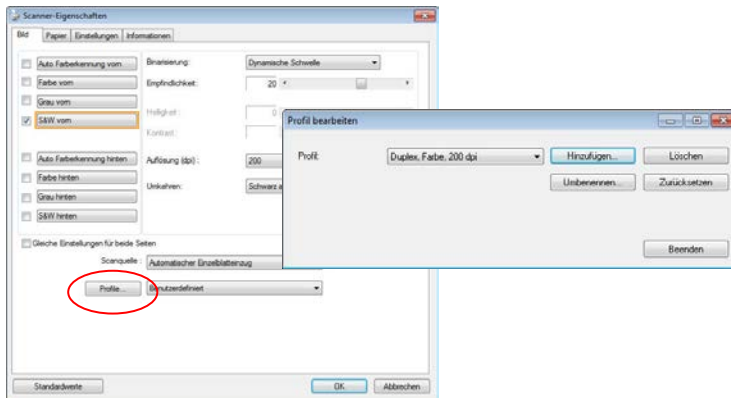 Scanner-Eigenschaften
Bild Papier Einstellungen Informationen
Auto Farberkennung vorn
Binarisierung: Dynamische Schwelle
Farbe vorn
Empfindlichkeit: 20
Grau vorn
S&W vorn
Helligkeit: 0
Kontrast:
Auto Farberkennung hinten
Auflösung (dpi) : 200
Farbe hinten
Umkehren: Schwarz a
Grau hinten
S&W hinten
Gleiche Einstellungen für beide Seiten
Scanquelle : Automatischer Einzelblatteinzug
Profile... Benutzerdefiniert
Standardwerte OK Abbrechen
Profil bearbeiten
Profil: Duplex, Farbe, 200 dpi Hinzufügen... Löschen
Umbenennen... Zurücksetzen
Beenden